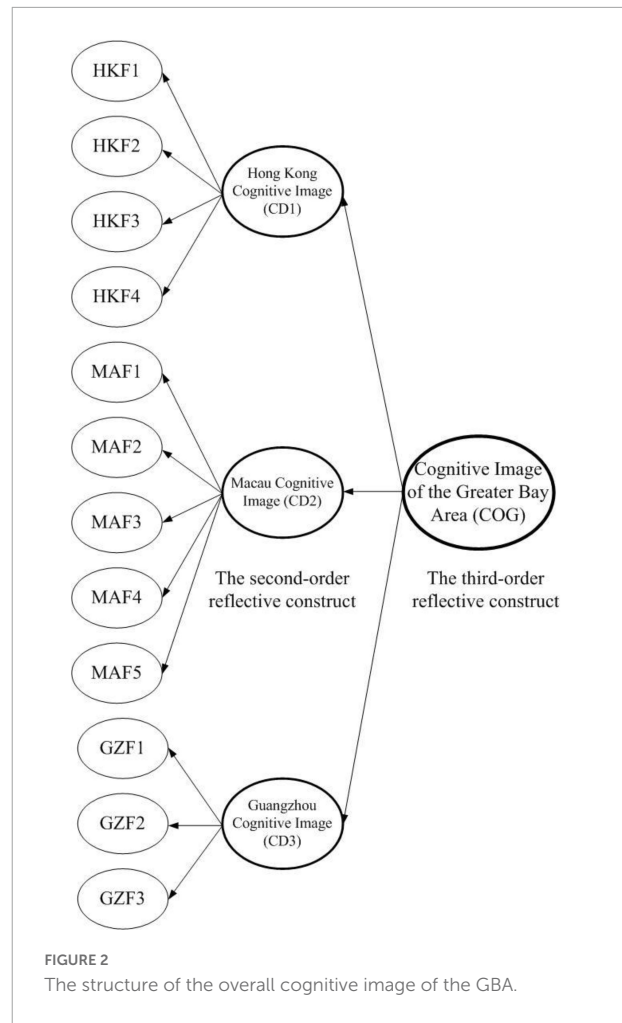 HKF1
HKF2
HKF3
HKF4
Hong Kong
Cognitive Image
(CD1)
MAF1
MAF2
MAF3
MAF4
MAF5
Macau Cognitive
Image (CD2)
The second-order
reflective construct
Cognitive Image
of the Greater Bay
Area (COG)
The third-order
reflective construct
GZF1
GZF2
GZF3
Guangzhou
Cognitive Image
(CD3)
FIGURE 2
The structure of the overall cognitive image of the GBA.